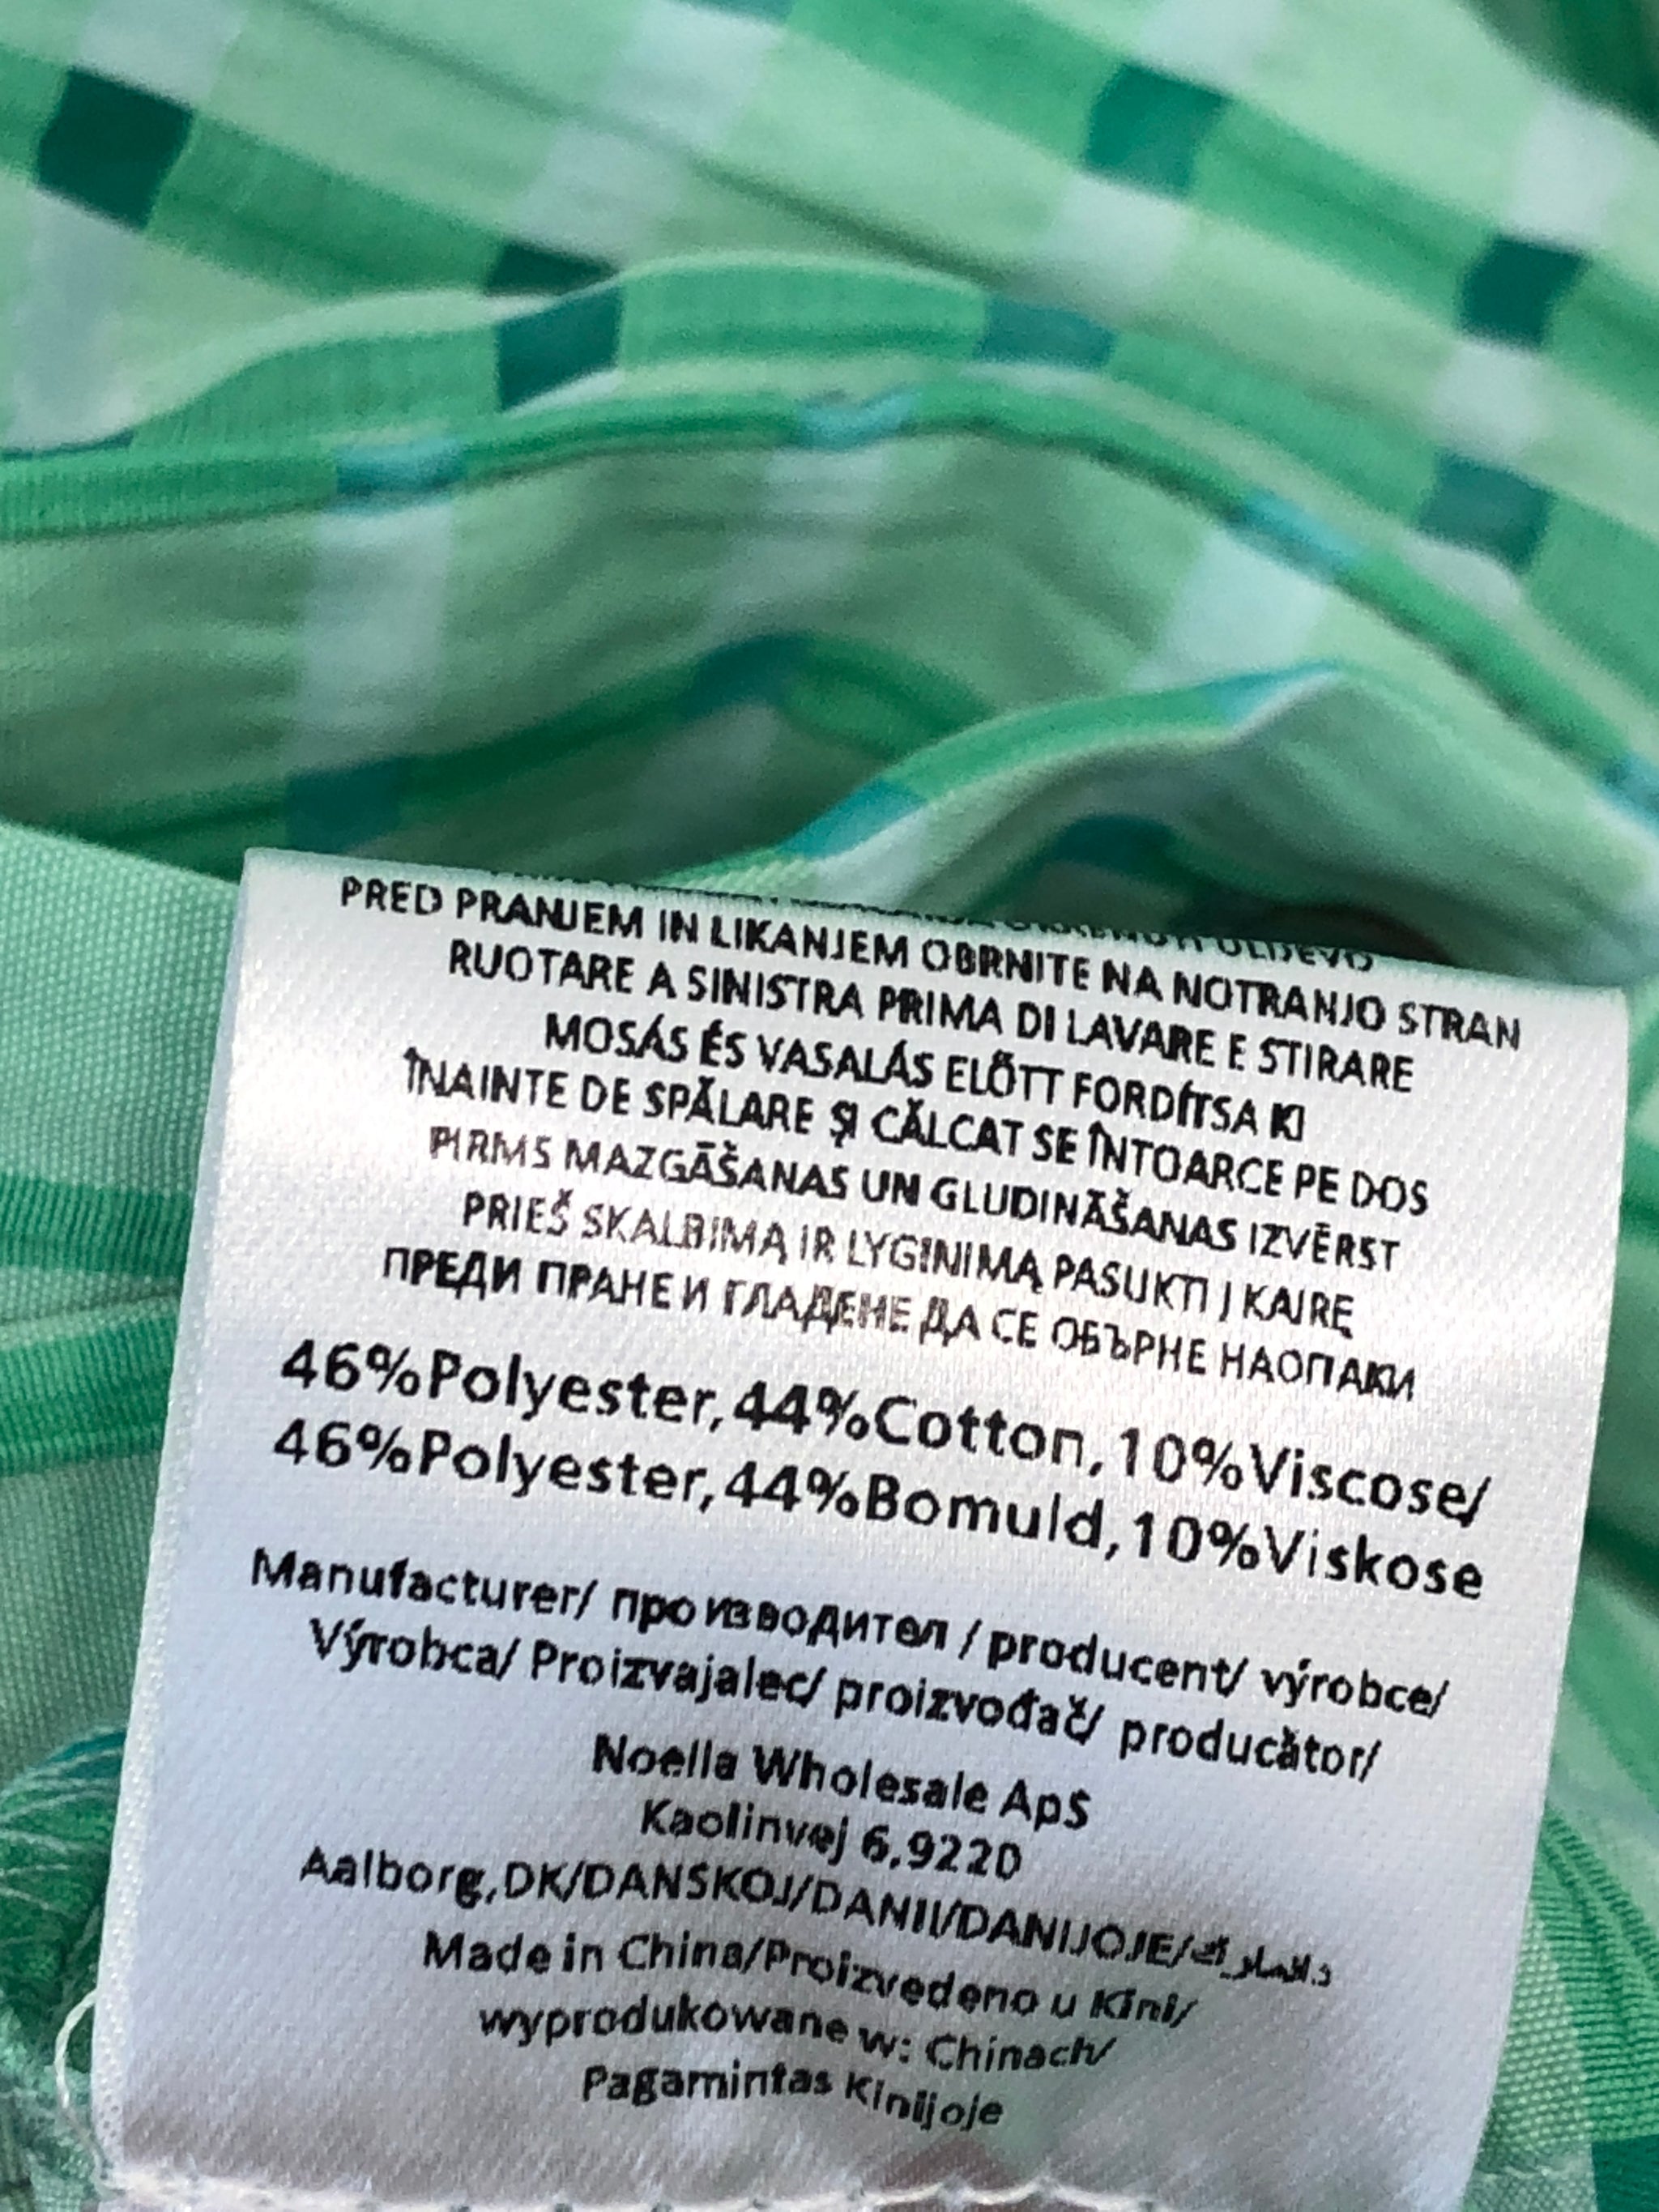 OBRENUTI OLIJEVO
PRED PRANJEM IN LIKANJEM OBRNITE NA NOTRANJO STRAN
RUOTARE A SINISTRA PRIMA DI LAVARE E STIRARE
MOSÁS ÉS VASALÁS ELŐTT FORDÍTSA KI
ÎNAINTE DE SPĂLARE ȘI CĂLCAT SE ÎNTOARCE PE DOS
PIRMS MAZGĀŠANAS UN GLUDINĀŠANAS IZVĒRST
PRIEŠ SKALBIMĄ IR LYGINIMĄ PASUKTI Į KAIRĘ
ПРЕДИ ПРАНЕ И ГЛАДЕНЕ ДА СЕ ОБЪРНЕ НАОПАКИ
46%Polyester,44%Cotton,10%Viscose/
46%Polyester,44%Bomuld,10%Viskose
Manufacturer/ производител / producent/ výrobce/
Výrobca/ Proizvajalec/ proizvođač/ producător/
Noella Wholesale ApS
Kaolinvej 6,9220
Aalborg,DK/DANSKOJ/DANII/DANIJOJE/
Made in China/Proizvedeno u Kini/
wyprodukowane w: Chinach/
Pagamintas Kinijoje